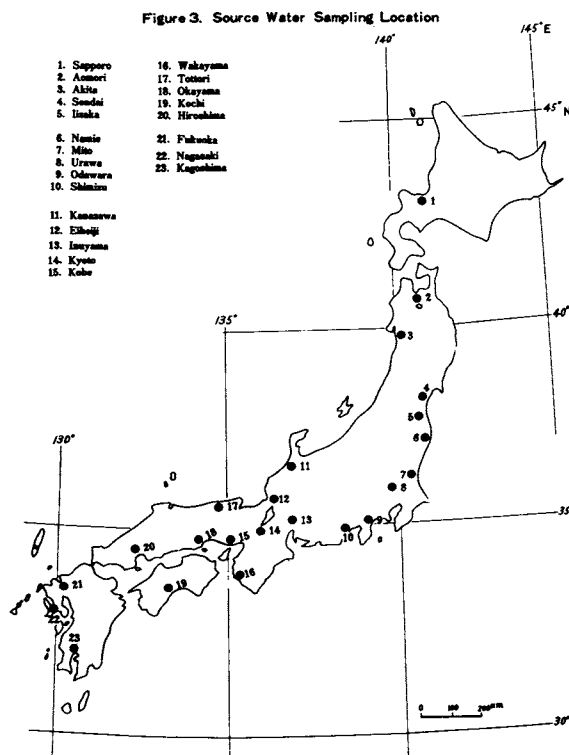 Figure 3. Source Water Sampling Location
140°
145°E
1. Sapporo
2. Aomori
3. Akita
4. Sendai
5. Iisaka
6. Namie
7. Mito
8. Urawa
9. Odawara
10. Shimizu
11. Kanazawa
12. Eiheiji
13. Inuyama
14. Kyoto
15. Kobe
16. Wakayama
17. Tottori
18. Okayama
19. Kochi
20. Hiroshima
21. Fukuoka
22. Nagasaki
23. Kagoshima
45°N
1
2
40°
135°
3
4
5
6
130°
11
7
8
12
17
35°
9
13
10
14
15
18
20
16
19
21
22
23
0 100 200
30°